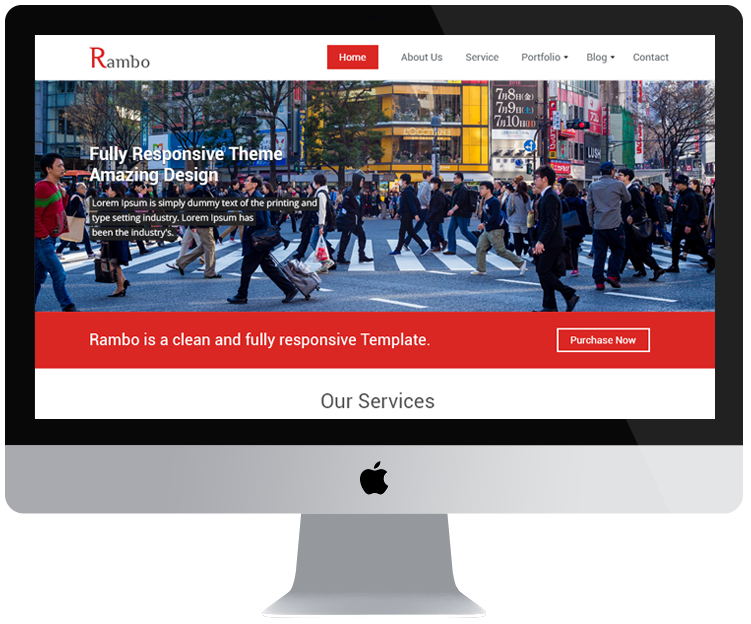 Rambo
Home About Us Service Portfolio Blog Contact
7月8日(金)
7月9日(土)
7月10日(日)
L'OCCITANE
LUSH
Fully Responsive Theme
Amazing Design
Lorem Ipsum is simply dummy text of the printing and
type setting industry. Lorem Ipsum has
been the industry's.
Rambo is a clean and fully responsive Template.
Purchase Now
Our Services